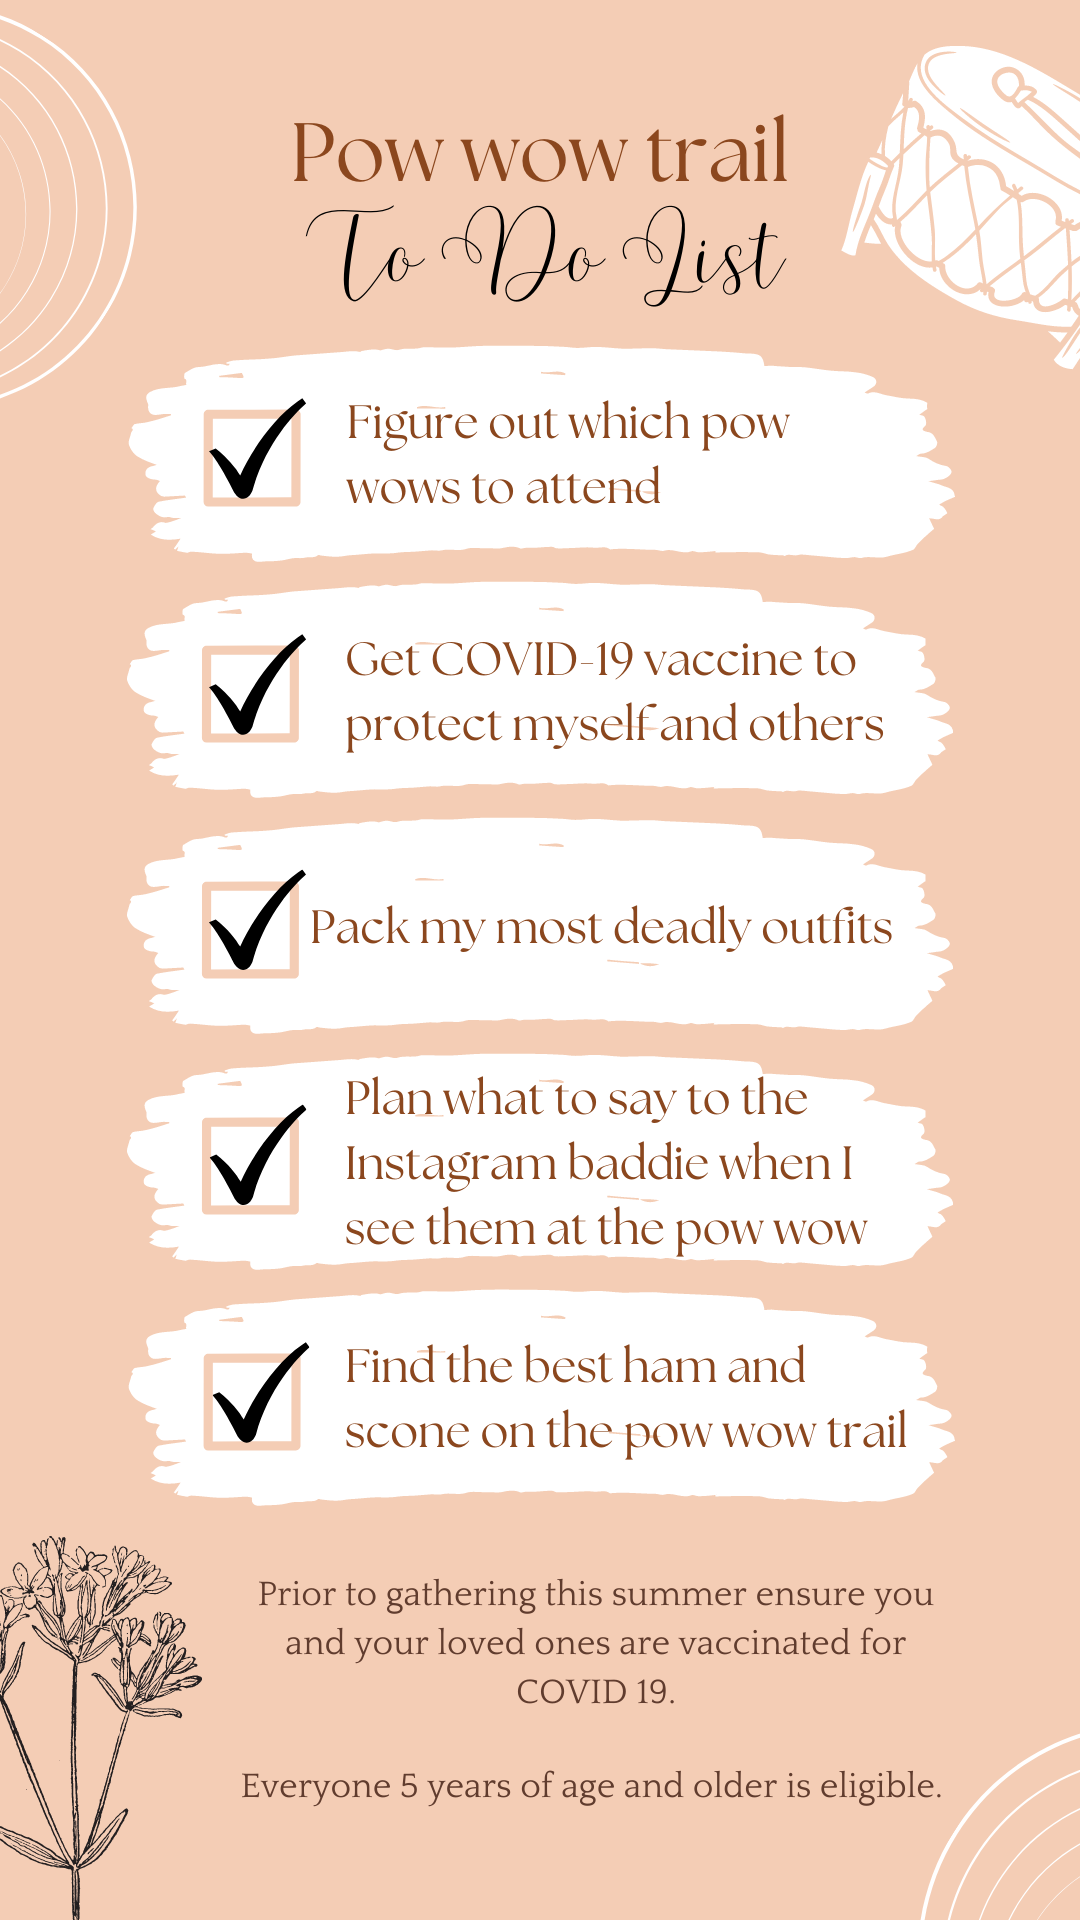 Pow wow trail
To Do List
Figure out which pow
wows to attend
Get COVID-19 vaccine to
protect myself and others
Pack my most deadly outfits
Plan what to say to the
Instagram baddie when I
see them at the pow wow
Find the best ham and
scone on the pow wow trail
Prior to gathering this summer ensure you
and your loved ones are vaccinated for
COVID 19.
Everyone 5 years of age and older is eligible.